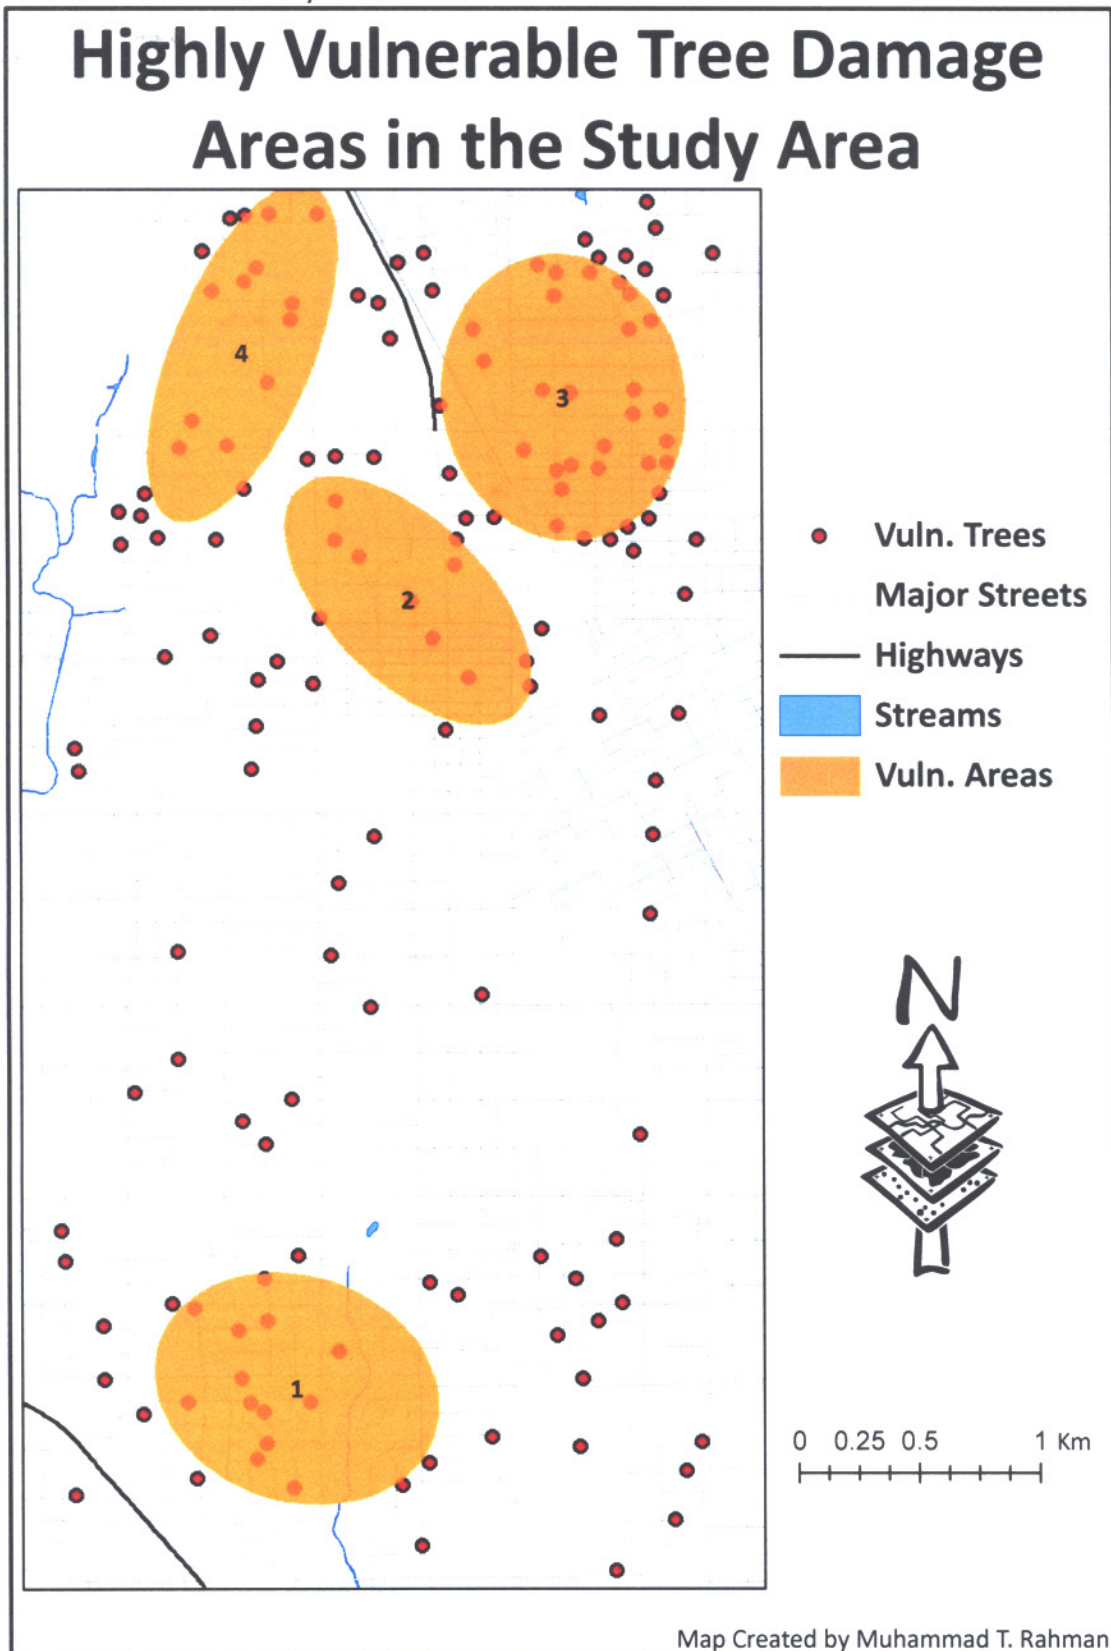 Highly Vulnerable Tree Damage
Areas in the Study Area
4
3
2
1
Vuln. Trees
Major Streets
Highways
Streams
Vuln. Areas
N
0 0.25 0.5 1 Km
Map Created by Muhammad T. Rahman